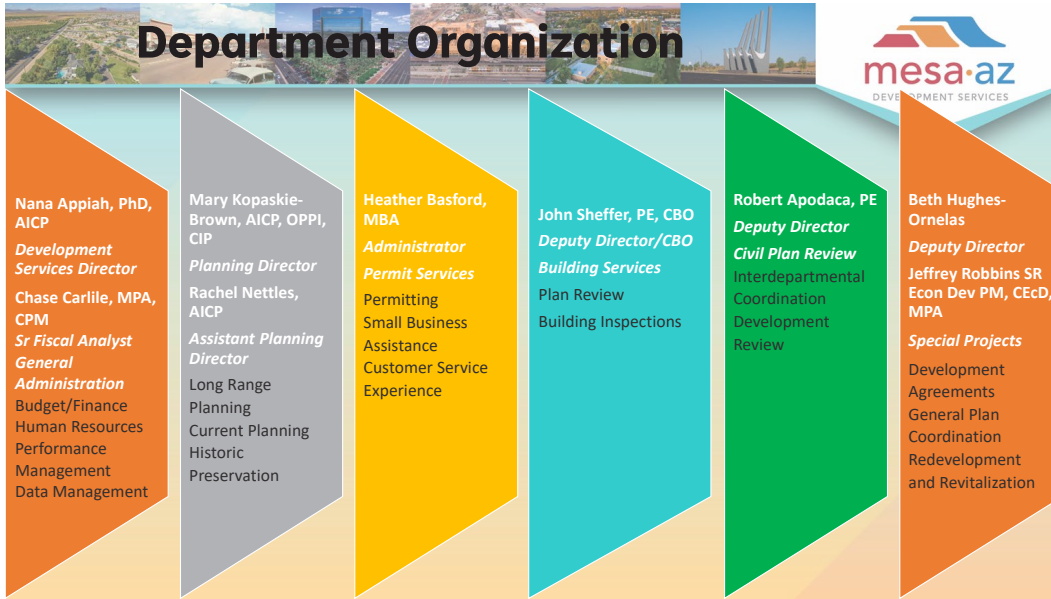 Department Organization
mesa·az
DEVELOPMENT SERVICES
Nana Appiah, PhD,
AICP
Development
Services Director
Chase Carlile, MPA,
CPM
Sr Fiscal Analyst
General
Administration
Budget/Finance
Human Resources
Performance
Management
Data Management
Mary Kopaskie-
Brown, AICP, OPPI,
CIP
Planning Director
Rachel Nettles,
AICP
Assistant Planning
Director
Long Range
Planning
Current Planning
Historic
Preservation
Heather Basford,
MBA
Administrator
Permit Services
Permitting
Small Business
Assistance
Customer Service
Experience
John Sheffer, PE, CBO
Deputy Director/CBO
Building Services
Plan Review
Building Inspections
Robert Apodaca, PE
Deputy Director
Civil Plan Review
Interdepartmental
Coordination
Development
Review
Beth Hughes-
Ornelas
Deputy Director
Jeffrey Robbins SR
Econ Dev PM, CEcD,
MPA
Special Projects
Development
Agreements
General Plan
Coordination
Redevelopment
and Revitalization